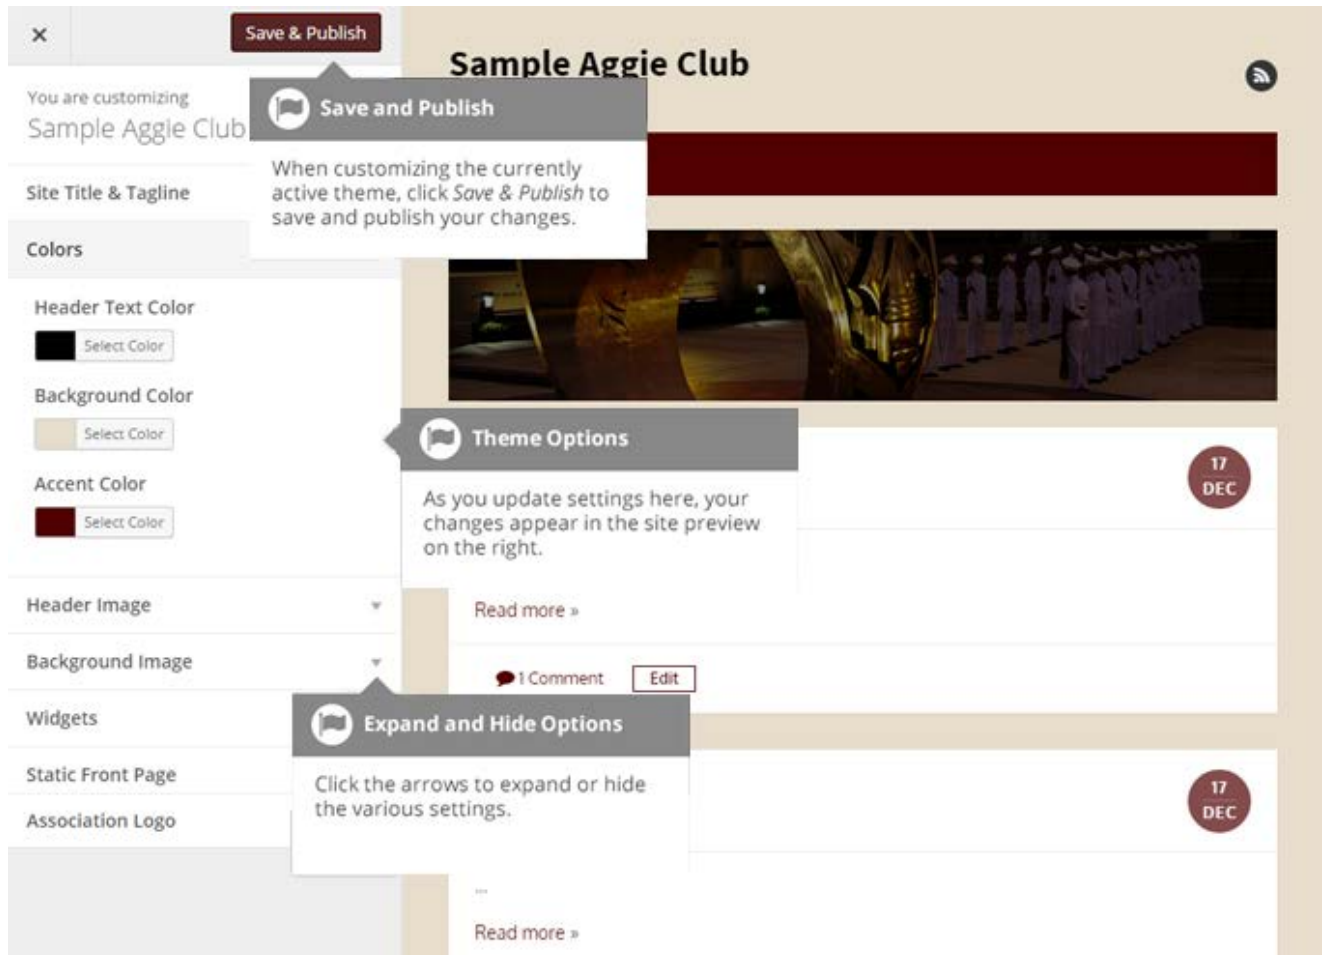 Save & Publish
Sample Aggie Club
You are customizing
Sample Aggie Club
Save and Publish
When customizing the currently
active theme, click Save & Publish to
save and publish your changes.
Site Title & Tagline
Colors
Header Text Color
Select Color
Background Color
Select Color
Accent Color
Select Color
Theme Options
As you update settings here, your
changes appear in the site preview
on the right.
17
DEC
Header Image
Read more »
Background Image
1 Comment
Edit
Widgets
Expand and Hide Options
Click the arrows to expand or hide
the various settings.
Static Front Page
Association Logo
17
DEC
...
Read more »